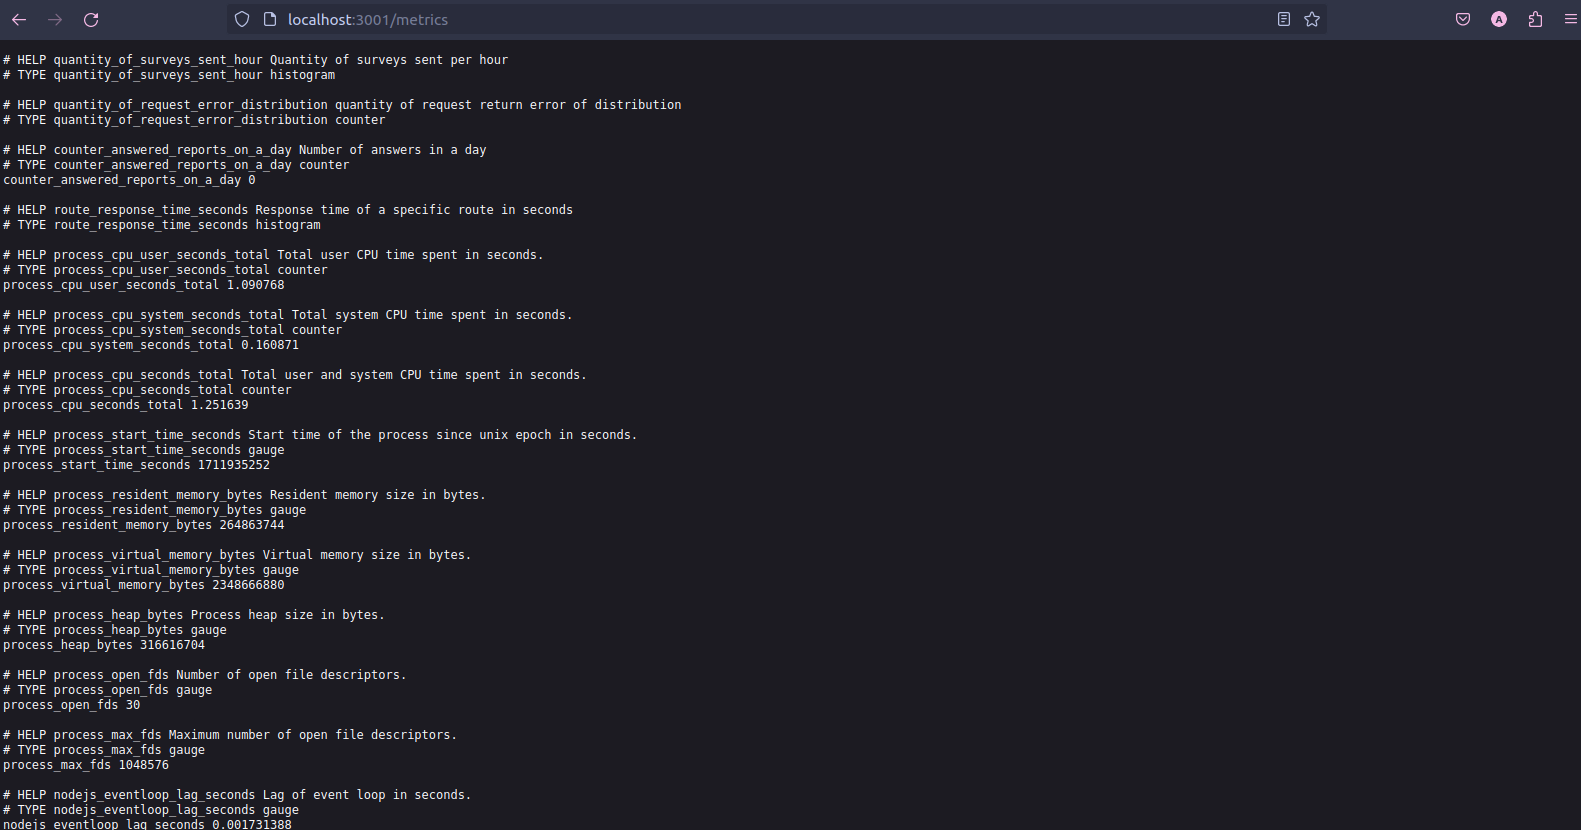 localhost:3001/metrics
A
# HELP quantity_of_surveys_sent_hour Quantity of surveys sent per hour
# TYPE quantity_of_surveys_sent_hour histogram
# HELP quantity_of_request_error_distribution quantity of request return error of distribution
# TYPE quantity_of_request_error_distribution counter
# HELP counter_answered_reports_on_a_day Number of answers in a day
# TYPE counter_answered_reports_on_a_day counter
counter_answered_reports_on_a_day 0
# HELP route_response_time_seconds Response time of a specific route in seconds
# TYPE route_response_time_seconds histogram
# HELP process_cpu_user_seconds_total Total user CPU time spent in seconds.
# TYPE process_cpu_user_seconds_total counter
process_cpu_user_seconds_total 1.090768
# HELP process_cpu_system_seconds_total Total system CPU time spent in seconds.
# TYPE process_cpu_system_seconds_total counter
process_cpu_system_seconds_total 0.160871
# HELP process_cpu_seconds_total Total user and system CPU time spent in seconds.
# TYPE process_cpu_seconds_total counter
process_cpu_seconds_total 1.251639
# HELP process_start_time_seconds Start time of the process since unix epoch in seconds.
# TYPE process_start_time_seconds gauge
process_start_time_seconds 1711935252
# HELP process_resident_memory_bytes Resident memory size in bytes.
# TYPE process_resident_memory_bytes gauge
process_resident_memory_bytes 264863744
# HELP process_virtual_memory_bytes Virtual memory size in bytes.
# TYPE process_virtual_memory_bytes gauge
process_virtual_memory_bytes 2348666880
# HELP process_heap_bytes Process heap size in bytes.
# TYPE process_heap_bytes gauge
process_heap_bytes 316616704
# HELP process_open_fds Number of open file descriptors.
# TYPE process_open_fds gauge
process_open_fds 30
# HELP process_max_fds Maximum number of open file descriptors.
# TYPE process_max_fds gauge
process_max_fds 1048576
# HELP nodejs_eventloop_lag_seconds Lag of event loop in seconds.
# TYPE nodejs_eventloop_lag_seconds gauge
nodejs_eventloop_lag_seconds 0.001731388